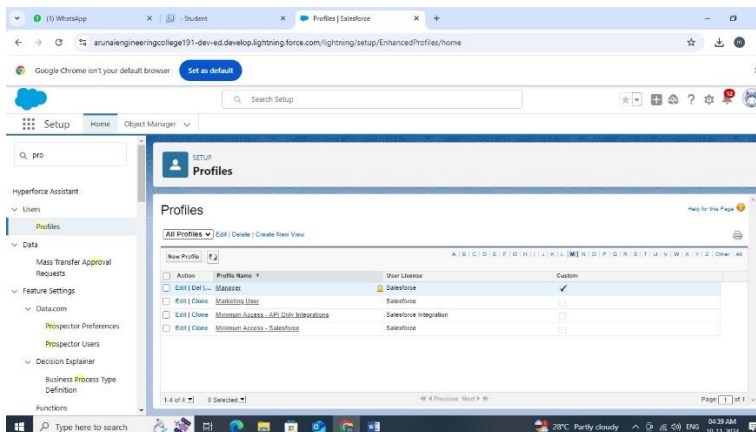 (1) WhatsApp
- Student
Profiles | Salesforce
arunaiengineeringcollege191-dev-ed.develop.lightning.force.com/lightning/setup/EnhancedProfiles/home
Google Chrome isn't your default browser
Set as default
Search Setup
12
Setup
Home
Object Manager
pro
SETUP
Profiles
Hyperforce Assistant
Users
Profiles
Data
Mass Transfer Approval
Requests
Feature Settings
Data.com
Prospector Preferences
Prospector Users
Decision Explainer
Business Process Type
Definition
Functions
Profiles
Help for this Page
All Profiles
Edit | Delete | Create New View
New Profile
A | B | C | D | E | F | G | H | I | J | K | L | M | N | O | P | Q | R | S | T | U | V | W | X | Y | Z | Other | All
Action Profile Name User License Custom
Edit | Del |... Manager Salesforce ✓
Edit | Clone Marketing User Salesforce
Edit | Clone Minimum Access - API Only Integrations Salesforce Integration
Edit | Clone Minimum Access - Salesforce Salesforce
1-4 of 4 0 Selected Previous Next Page 1 of 1
Type here to search
28°C Partly cloudy
ENG
04:39 AM
10-11-2024